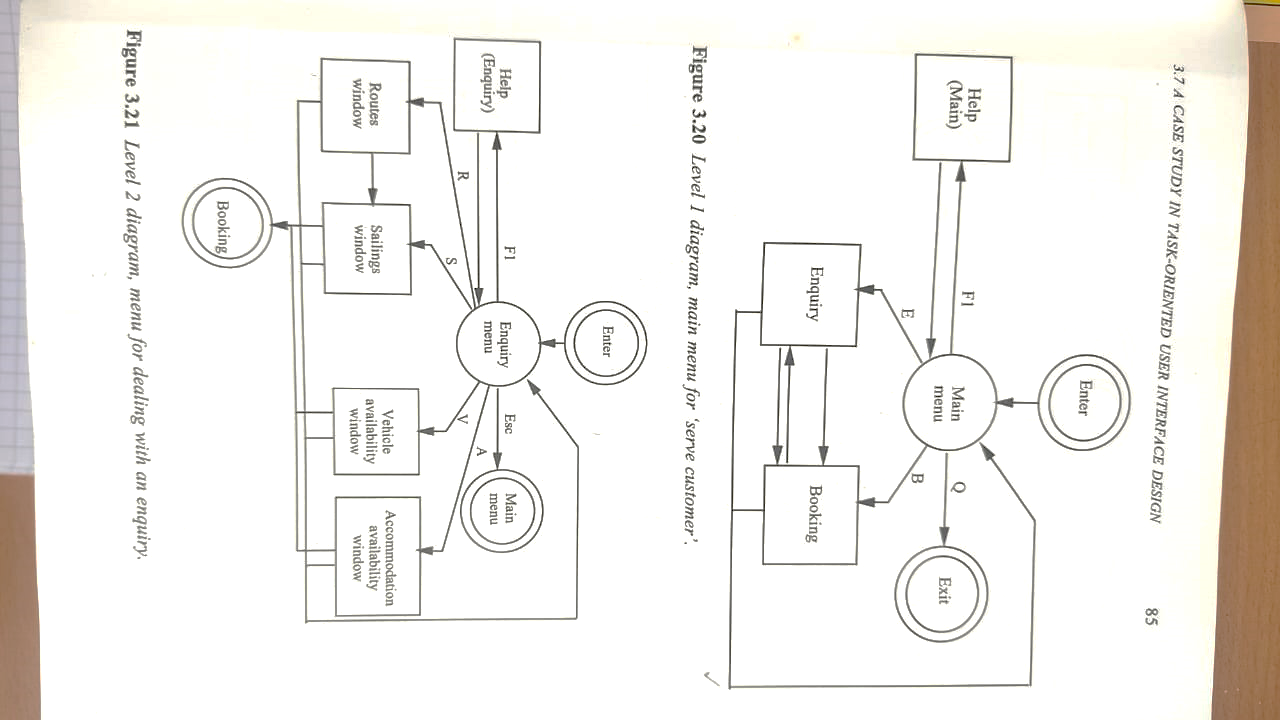 3.7 A CASE STUDY IN TASK-ORIENTED USER INTERFACE DESIGN 85
Enter
Help
(Main)
F1
Main
menu
Q
Exit
E
B
Enquiry
Booking
Figure 3.20 Level 1 diagram, main menu for ‘serve customer’.
Enter
Help
(Enquiry)
F1
Enquiry
menu
Esc
Main
menu
R
S
V
A
Routes
window
Sailings
window
Vehicle
availability
window
Accommodation
availability
window
Booking
Figure 3.21 Level 2 diagram, menu for dealing with an enquiry.